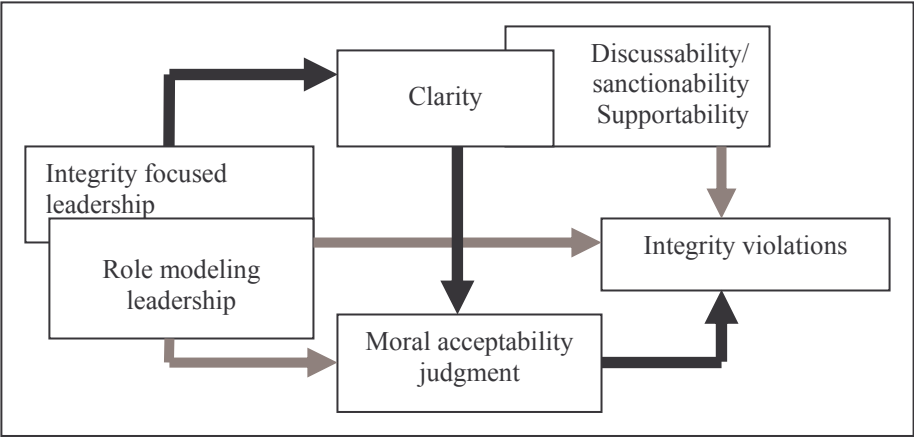 Discussability/
sanctionability
Supportability
Clarity
Integrity focused
leadership
Role modeling
leadership
Integrity violations
Moral acceptability
judgment